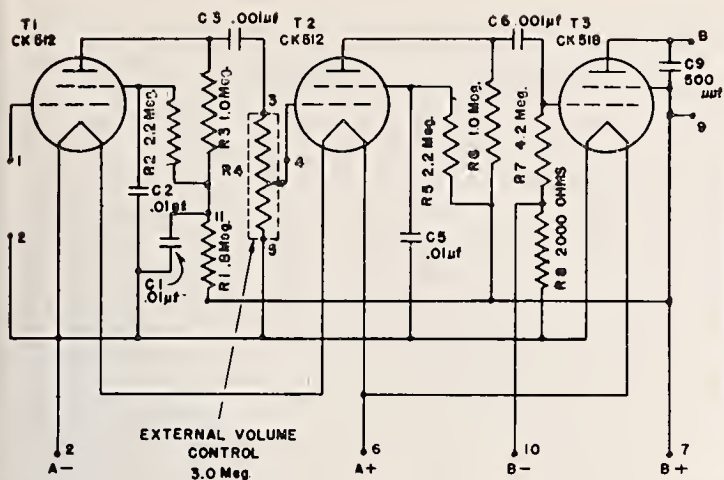 T1
CK512
C3 .001µf
T2
CK512
C6 .001µf
T3
CK518
8
C9
500
µµf
9
1
2
R2 2.2 Meg.
R3 1.0 Meg.
3
R4
4
5
C2
.01µf
11
R1 .8 Meg.
C1
.01µf
R5 2.2 Meg.
R6 1.0 Meg.
R7 4.2 Meg.
R8 2000 OHMS
C5
.01µf
EXTERNAL VOLUME
CONTROL
3.0 Meg.
2
A-
6
A+
10
B-
7
B+